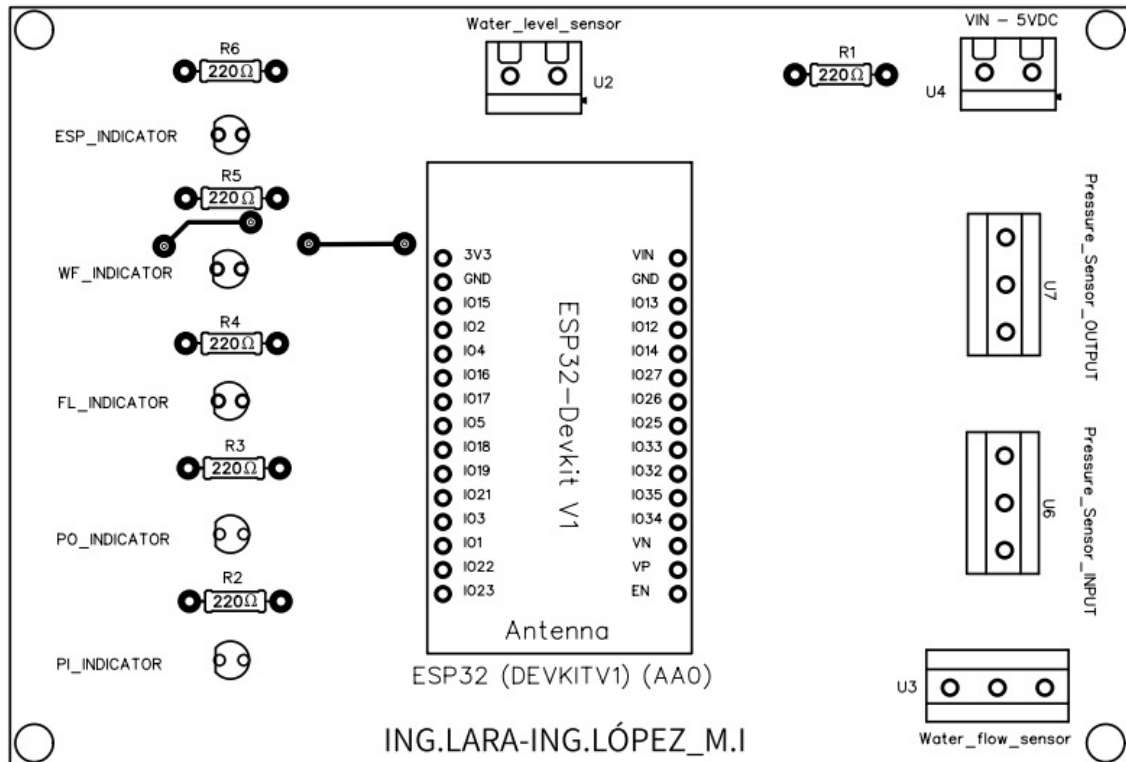 Water_level_sensor
U2
VIN - 5VDC
U4
R1
220Ω
R6
220Ω
ESP_INDICATOR
R5
220Ω
WF_INDICATOR
R4
220Ω
FL_INDICATOR
R3
220Ω
PO_INDICATOR
R2
220Ω
PI_INDICATOR
3V3
GND
IO15
IO2
IO4
IO16
IO17
IO5
IO18
IO19
IO21
IO3
IO1
IO22
IO23
ESP32-Devkit V1
VIN
GND
IO13
IO12
IO14
IO27
IO26
IO25
IO33
IO32
IO35
IO34
VN
VP
EN
Antenna
ESP32 (DEVKITV1) (AAO)
Pressure_Sensor_OUTPUT
U7
Pressure_Sensor_INPUT
U6
U3
Water_flow_sensor
ING.LARA-ING.LÓPEZ_M.I